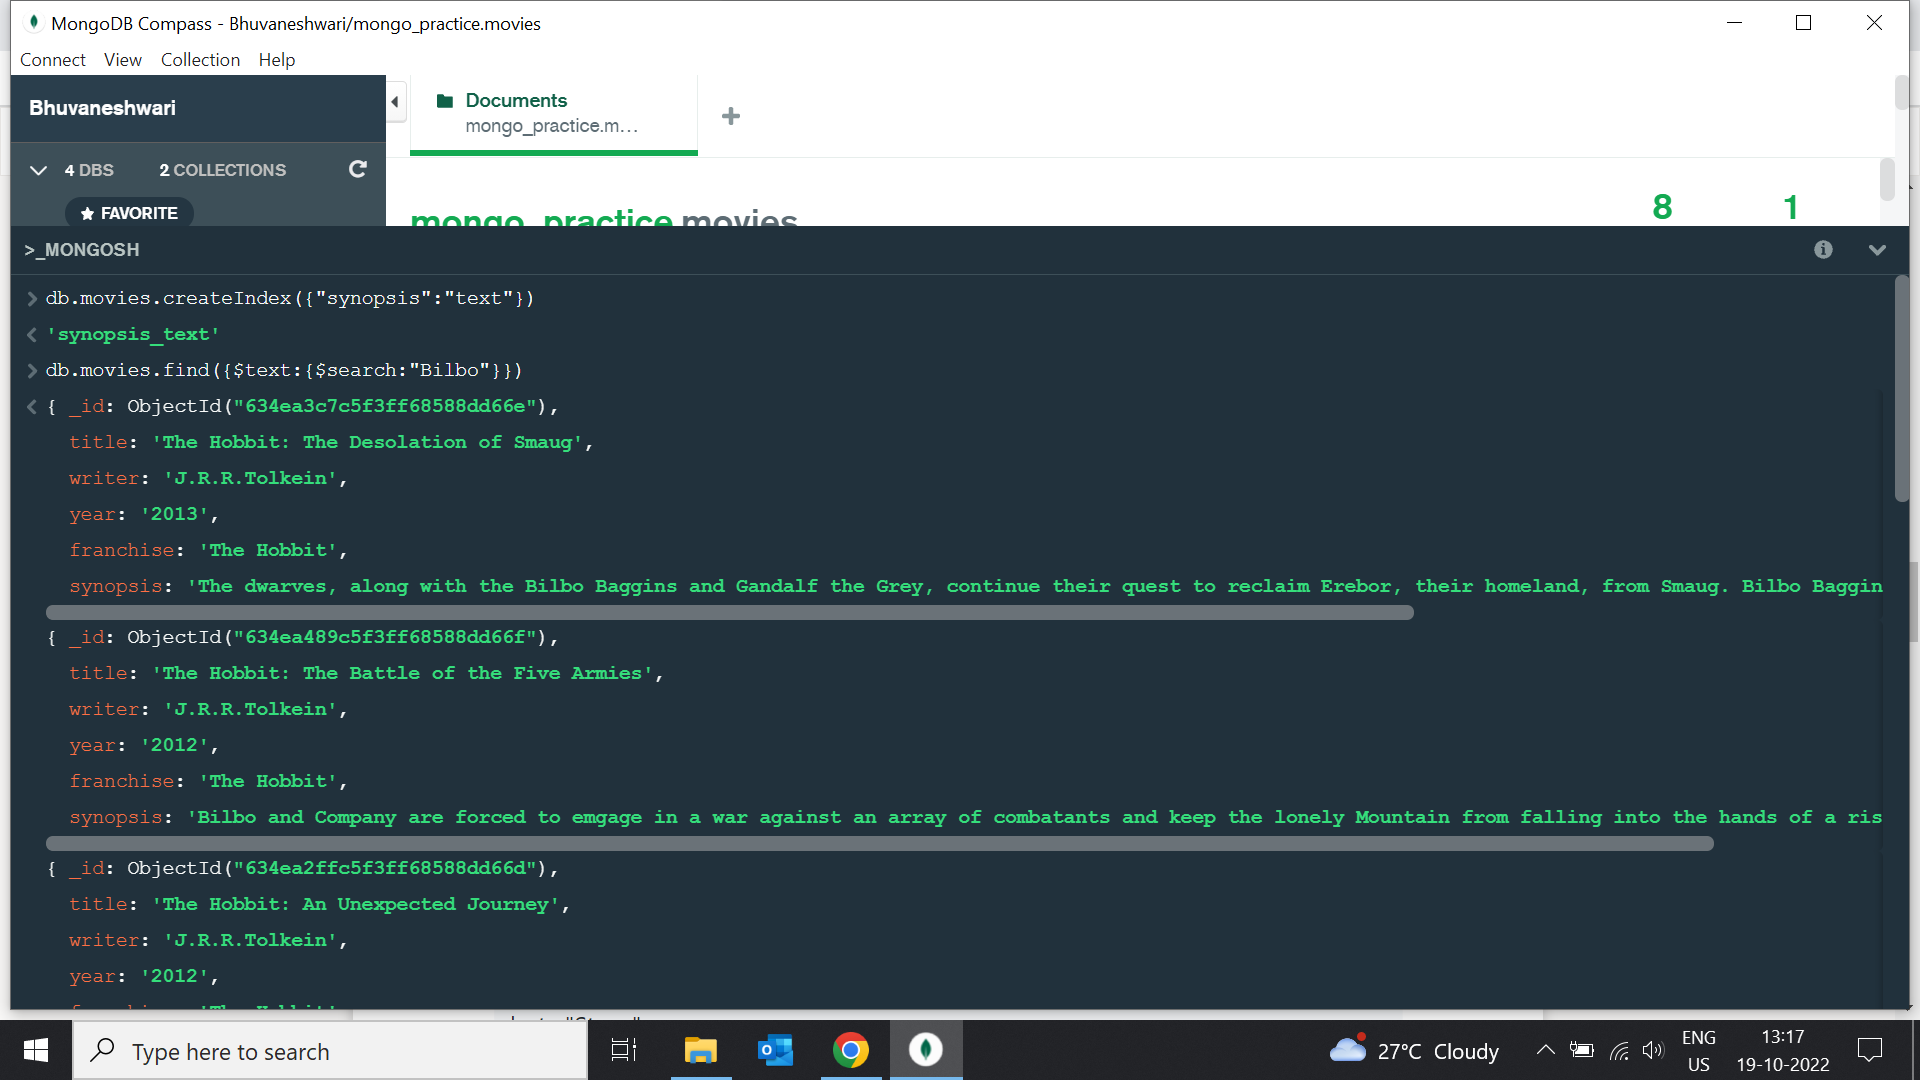 MongoDB Compass - Bhuvaneshwari/mongo_practice.movies
Connect View Collection Help
Bhuvaneshwari
Documents
mongo_practice.m...
4 DBS 2 COLLECTIONS
FAVORITE
mongo_practice.movies
8 1
>_MONGOSH
db.movies.createIndex({"synopsis":"text"})
'synopsis_text'
db.movies.find({$text:{$search:"Bilbo"}})
{ _id: ObjectId("634ea3c7c5f3ff68588dd66e"),
title: 'The Hobbit: The Desolation of Smaug',
writer: 'J.R.R.Tolkein',
year: '2013',
franchise: 'The Hobbit',
synopsis: 'The dwarves, along with the Bilbo Baggins and Gandalf the Grey, continue their quest to reclaim Erebor, their homeland, from Smaug. Bilbo Baggin
{ _id: ObjectId("634ea489c5f3ff68588dd66f"),
title: 'The Hobbit: The Battle of the Five Armies',
writer: 'J.R.R.Tolkein',
year: '2012',
franchise: 'The Hobbit',
synopsis: 'Bilbo and Company are forced to emgage in a war against an array of combatants and keep the lonely Mountain from falling into the hands of a ris
{ _id: ObjectId("634ea2ffc5f3ff68588dd66d"),
title: 'The Hobbit: An Unexpected Journey',
writer: 'J.R.R.Tolkein',
year: '2012',
Type here to search
27°C Cloudy
ENG
US
13:17
19-10-2022